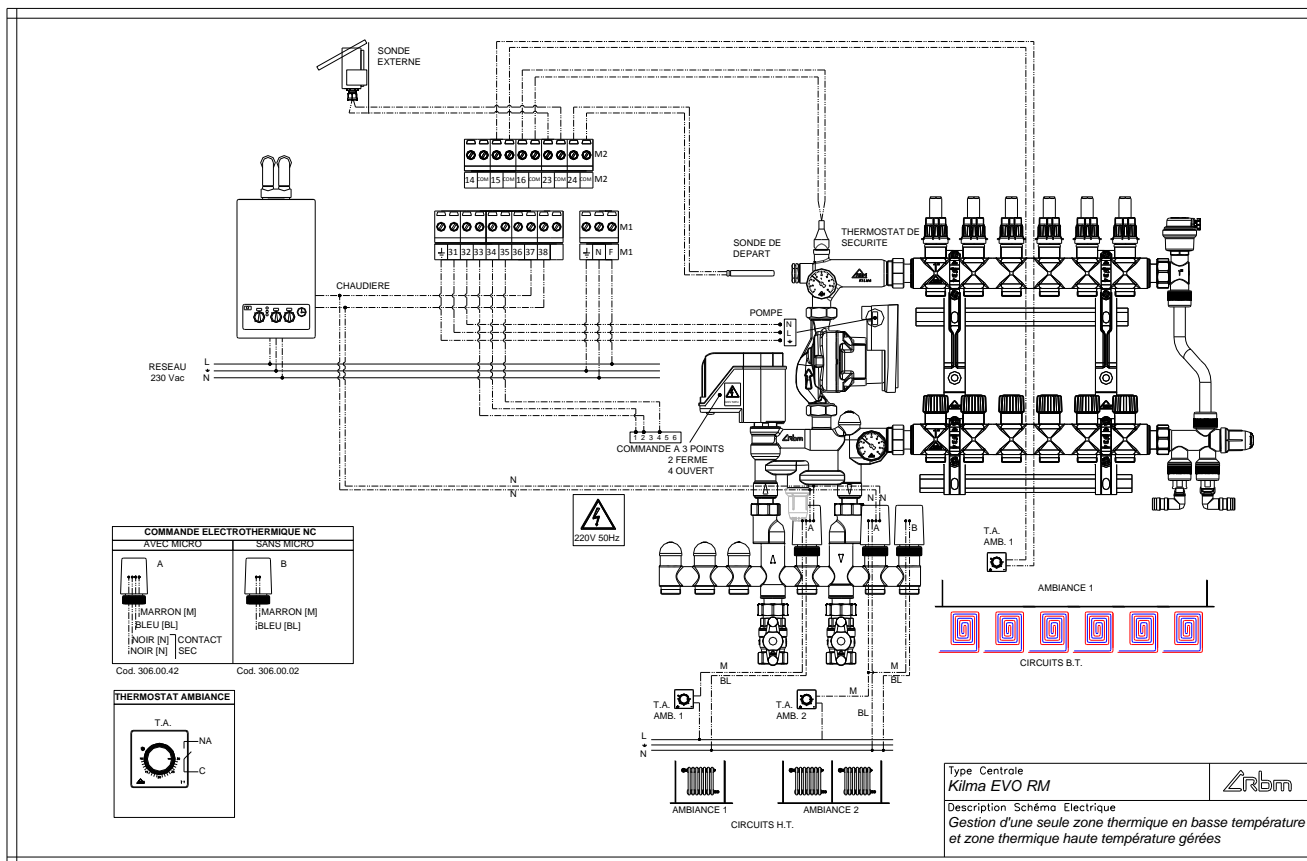 SONDE
EXTERNE
M2
14 COM 15 COM 16 COM 23 COM 24 COM M2
M1
31 32 33 34 35 36 37 38
N F M1
SONDE DE
DEPART
THERMOSTAT DE
SECURITE
rbm
KILMA
CHAUDIERE
POMPE
N
L
RESEAU
230 Vac
L
N
1 2 3 4 5 6
COMMANDE A 3 POINTS
2 FERME
4 OUVERT
rbm
N
N
220V 50Hz
N N
A
A
B
T.A.
AMB. 1
AMBIANCE 1
CIRCUITS B.T.
COMMANDE ELECTROTHERMIQUE NC
AVEC MICRO
SANS MICRO
A
B
MARRON [M]
BLEU [BL]
NOIR [N]
NOIR [N]
CONTACT
SEC
MARRON [M]
BLEU [BL]
Cod. 306.00.42
Cod. 306.00.02
THERMOSTAT AMBIANCE
T.A.
NA
C
M
BL
M
BL
M
BL
T.A.
AMB. 1
T.A.
AMB. 2
L
N
AMBIANCE 1
AMBIANCE 2
CIRCUITS H.T.
Type Centrale
Kilma EVO RM
rbm
Description Schéma Electrique
Gestion d'une seule zone thermique en basse température
et zone thermique haute température gérées